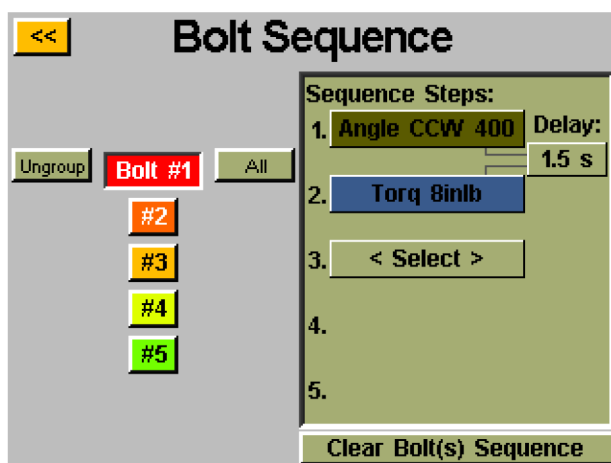 <<
Bolt Sequence
Ungroup
Bolt #1
All
#2
#3
#4
#5
Sequence Steps:
1. Angle CCW 400
Delay:
1.5 s
2. Torq 8inlb
3. < Select >
4.
5.
Clear Bolt(s) Sequence